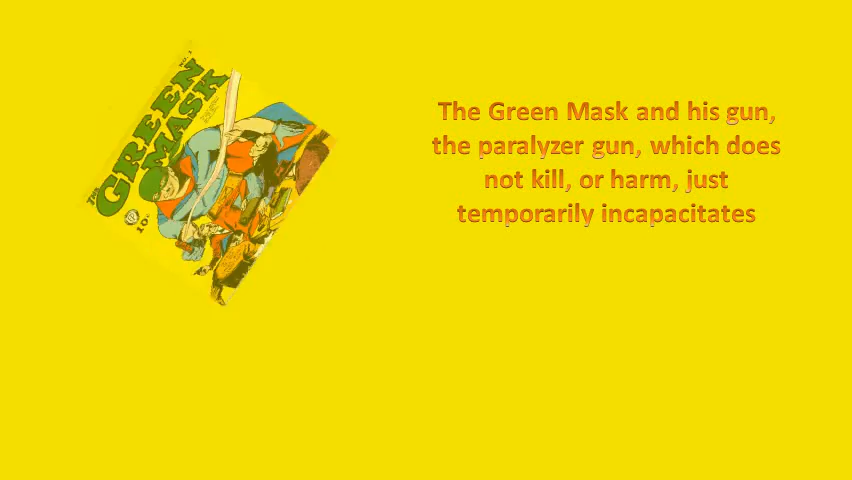 THE
GREEN
MASK
10¢
The Green Mask and his gun,
the paralyzer gun, which does
not kill, or harm, just
temporarily incapacitates